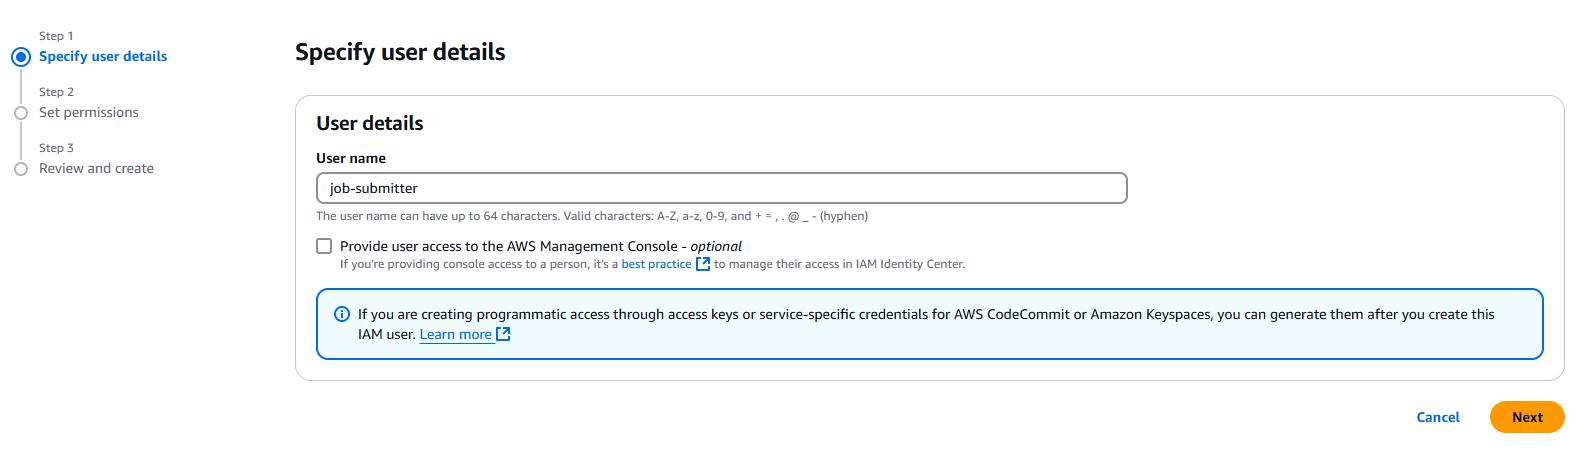 Step 1
Specify user details
Step 2
Set permissions
Step 3
Review and create
Specify user details
User details
User name
job-submitter
The user name can have up to 64 characters. Valid characters: A-Z, a-z, 0-9, and + = , . @ _ - (hyphen)
Provide user access to the AWS Management Console - optional
If you're providing console access to a person, it's a best practice to manage their access in IAM Identity Center.
If you are creating programmatic access through access keys or service-specific credentials for AWS CodeCommit or Amazon Keyspaces, you can generate them after you create this
IAM user. Learn more
Cancel
Next